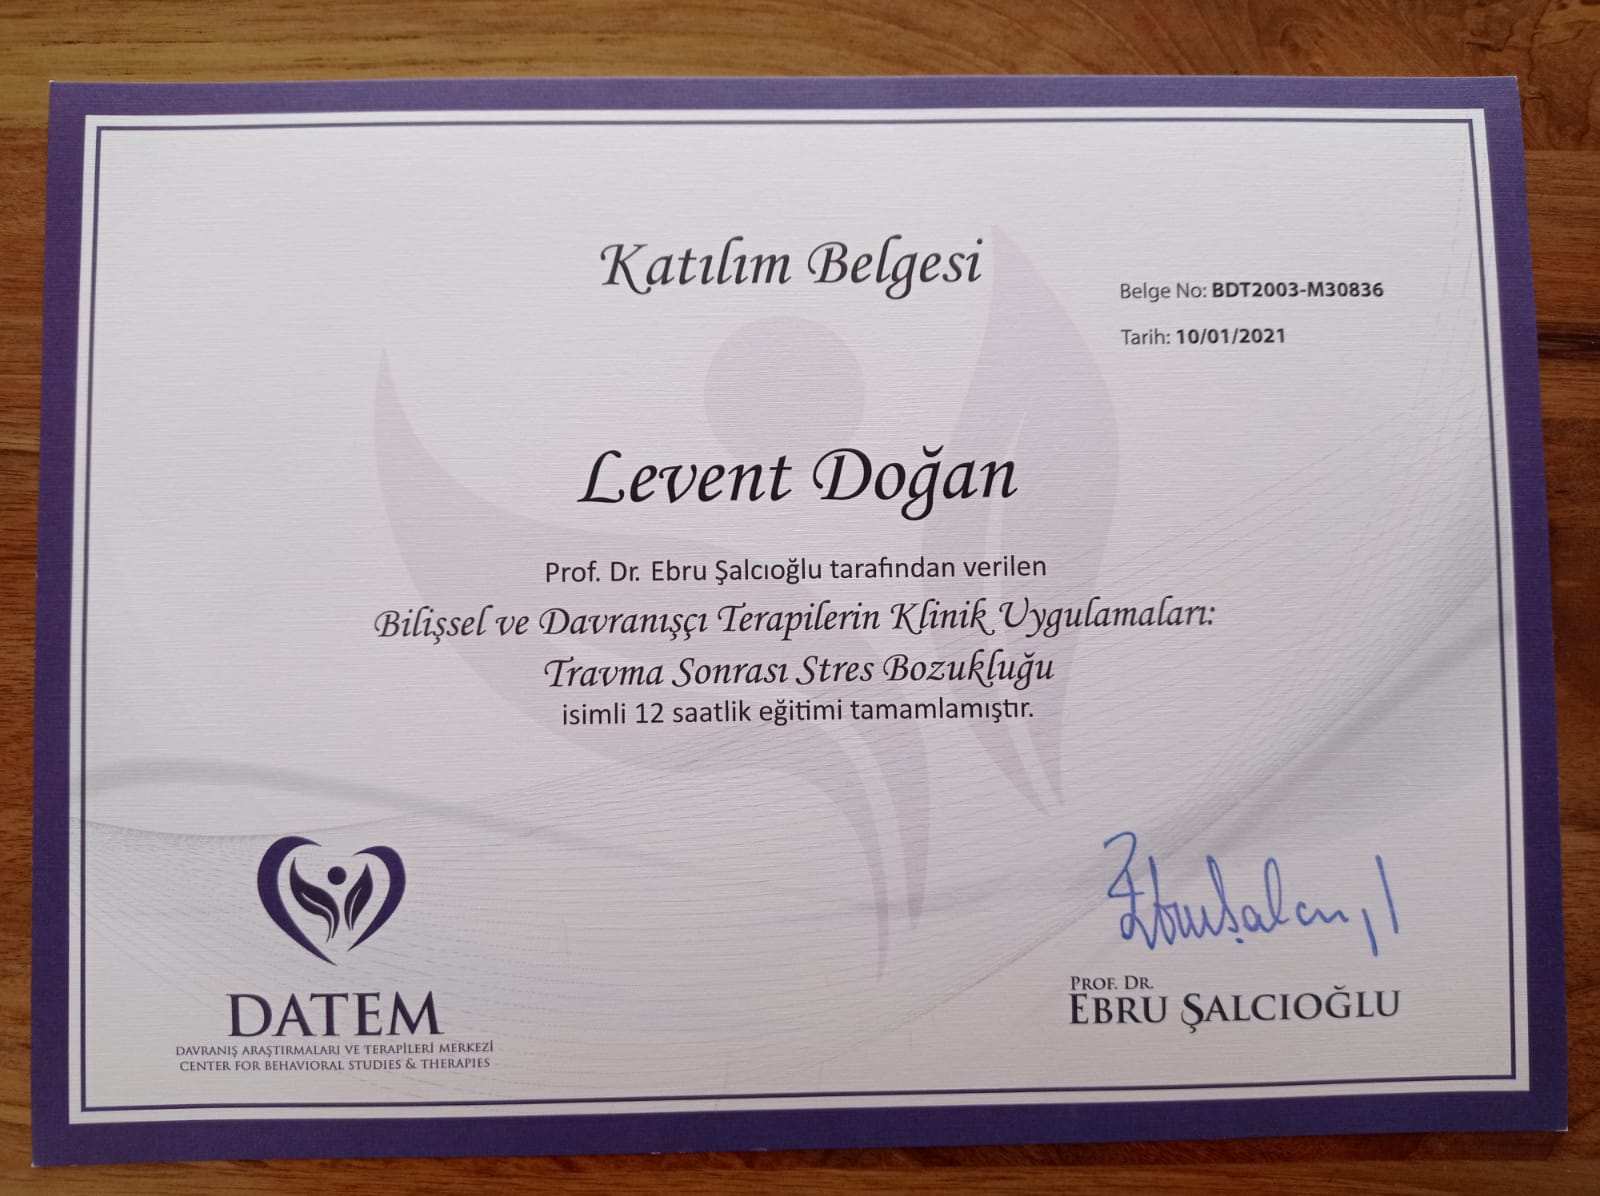 Katılım Belgesi
Belge No: BDT2003-M30836
Tarih: 10/01/2021
Levent Doğan
Prof. Dr. Ebru Şalcıoğlu tarafından verilen
Bilişsel ve Davranışçı Terapilerin Klinik Uygulamaları:
Travma Sonrası Stres Bozukluğu
isimli 12 saatlik eğitimi tamamlamıştır.
DATEM
DAVRANIŞ ARAŞTIRMALARI VE TERAPİLERİ MERKEZİ
CENTER FOR BEHAVIORAL STUDIES & THERAPIES
PROF. DR.
EBRU ŞALCIOĞLU